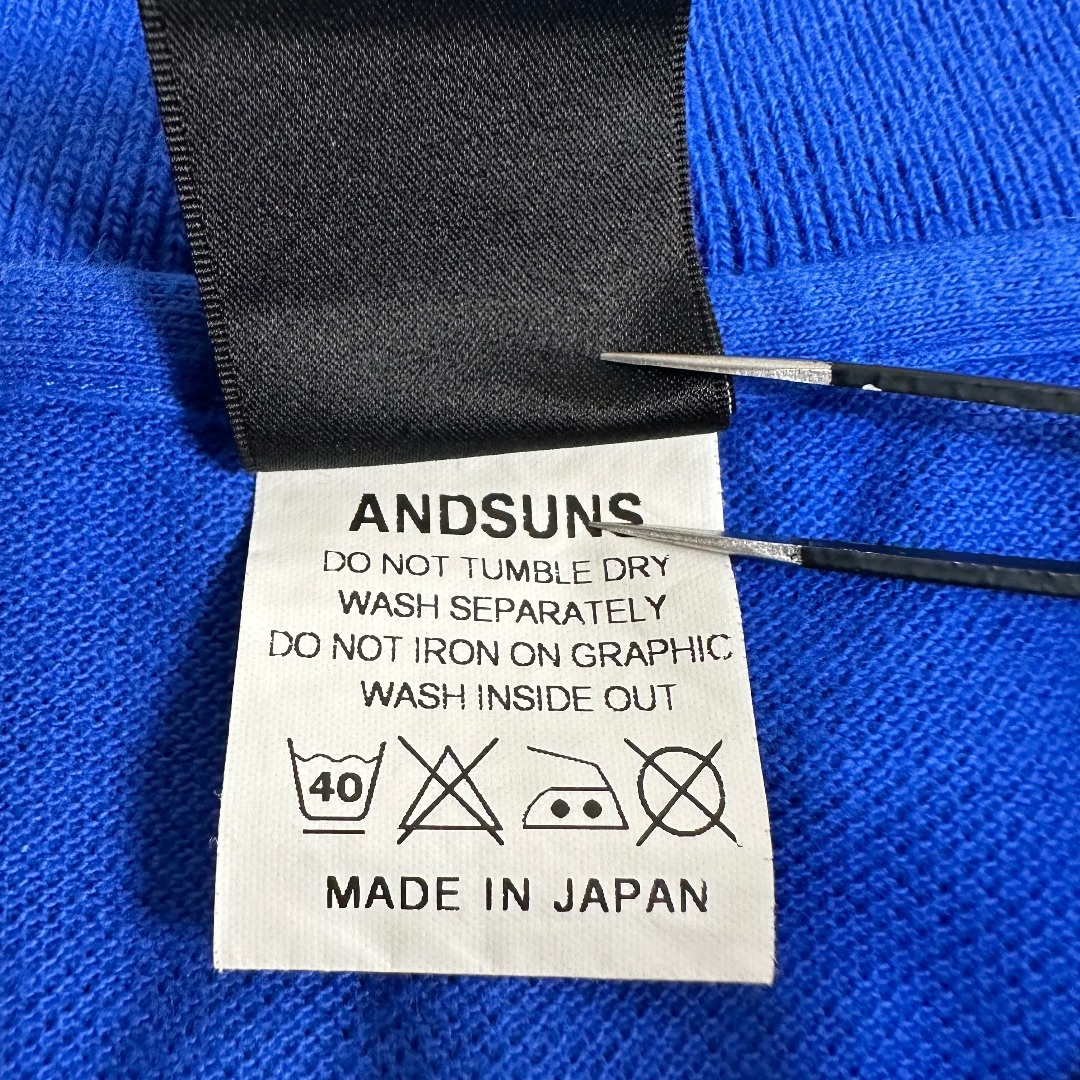 ANDSUNS
DO NOT TUMBLE DRY
WASH SEPARATELY
DO NOT IRON ON GRAPHIC
WASH INSIDE OUT
40
MADE IN JAPAN